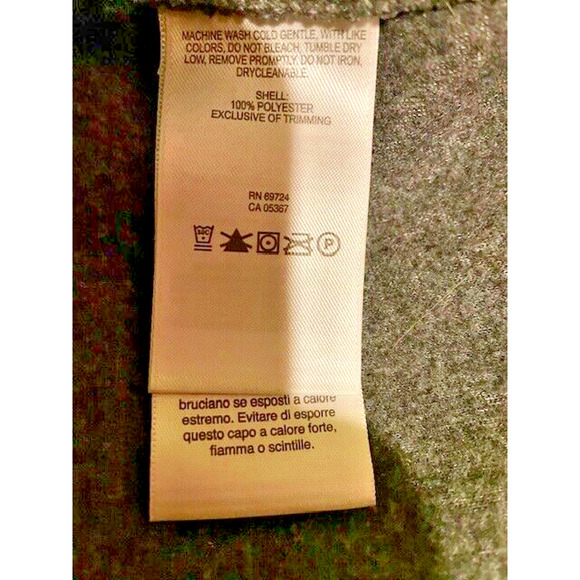 MACHINE WASH COLD GENTLE, WITH LIKE
COLORS, DO NOT BLEACH, TUMBLE DRY
LOW, REMOVE PROMPTLY. DO NOT IRON,
DRYCLEANABLE.
SHELL:
100% POLYESTER
EXCLUSIVE OF TRIMMING
RN 69724
CA 05367
30C
P
bruciano se esposti a calore
estremo. Evitare di esporre
questo capo a calore forte,
fiamma o scintille.